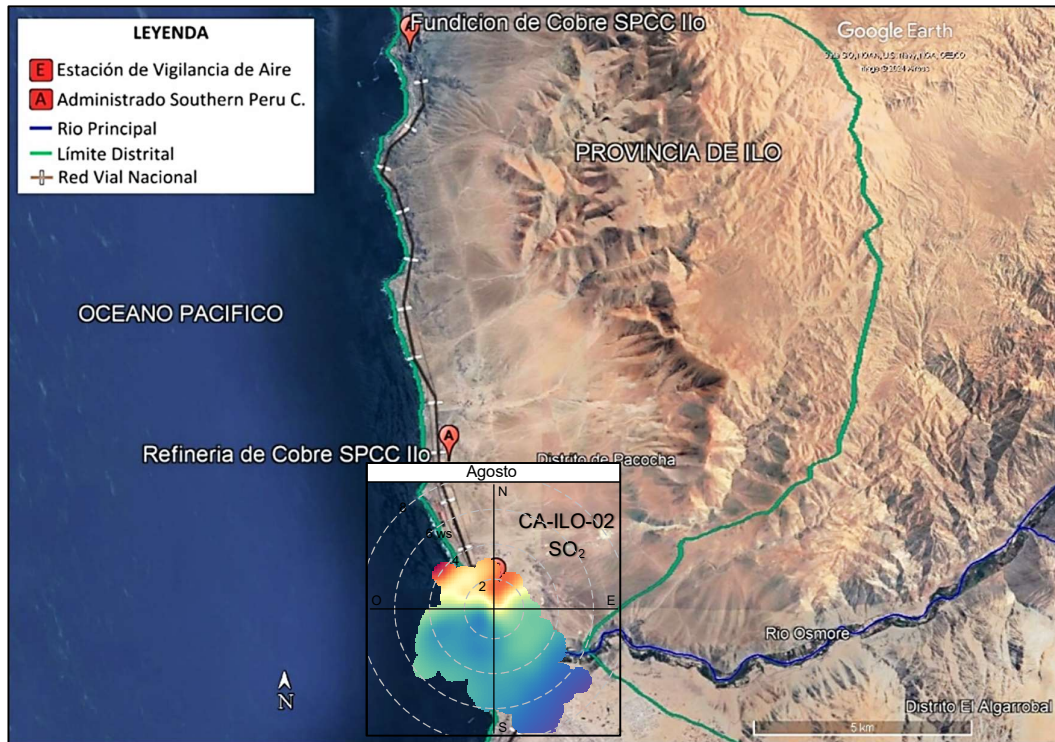 LEYENDA
E Estación de Vigilancia de Aire
A Administrado Southern Peru C.
Rio Principal
Límite Distrital
Red Vial Nacional
A
Fundicion de Cobre SPCC Ilo
Google Earth
PROVINCIA DE ILO
OCEANO PACIFICO
A
Refineria de Cobre SPCC Ilo
Distrito de Pacocha
Agosto
N
CA-ILO-02
SO₂
ws
4
2
O
E
S
Rio Osmore
N
Distrito El Algarrobal
5 km